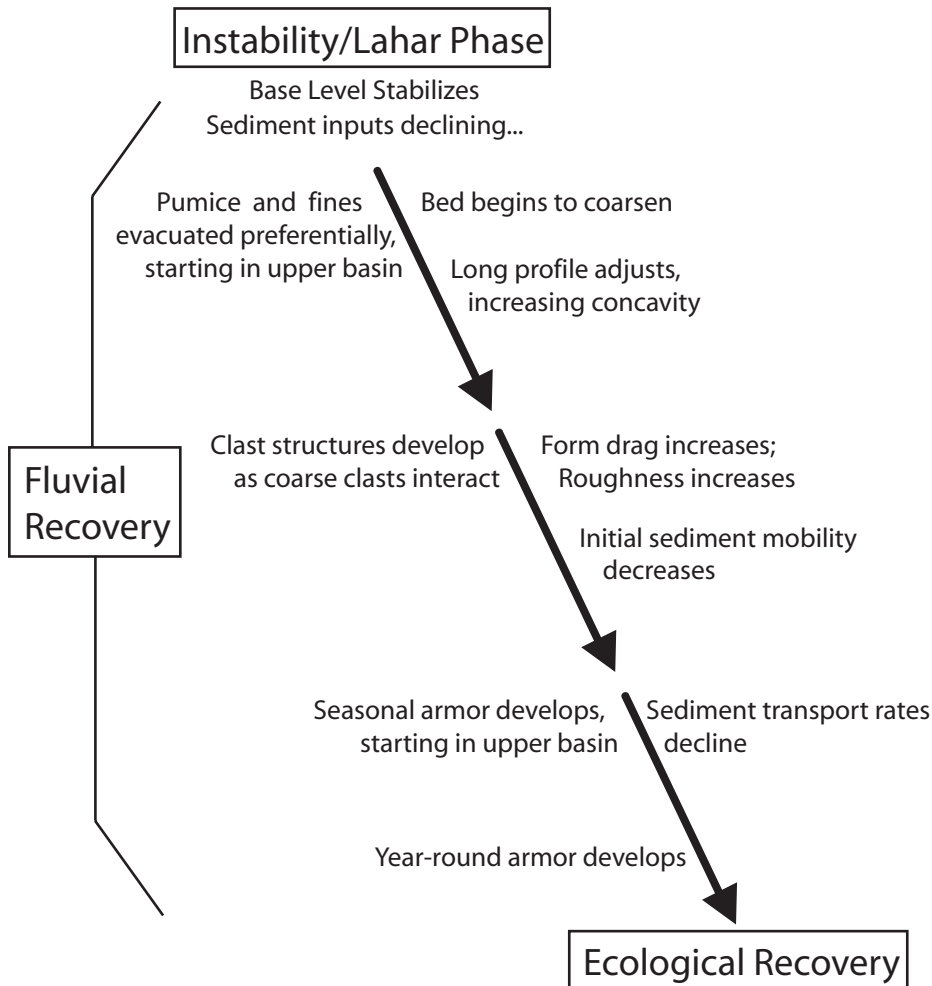 Instability/Lahar Phase
Base Level Stabilizes
Sediment inputs declining...
Pumice and fines
evacuated preferentially,
starting in upper basin
Bed begins to coarsen
Long profile adjusts,
increasing concavity
Fluvial
Recovery
Clast structures develop
as coarse clasts interact
Form drag increases;
Roughness increases
Initial sediment mobility
decreases
Seasonal armor develops,
starting in upper basin
Sediment transport rates
decline
Year-round armor develops
Ecological Recovery